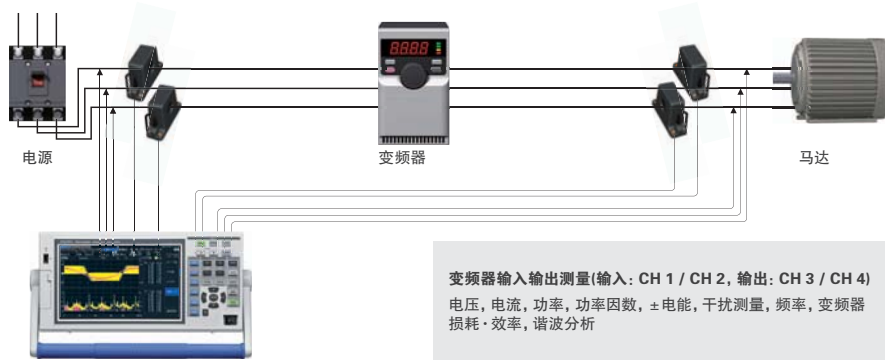 8888
电源
变频器
马达
变频器输入输出测量(输入: CH 1 / CH 2, 输出: CH 3 / CH 4)
电压, 电流, 功率, 功率因数, ±电能, 干扰测量, 频率, 变频器
损耗·效率, 谐波分析